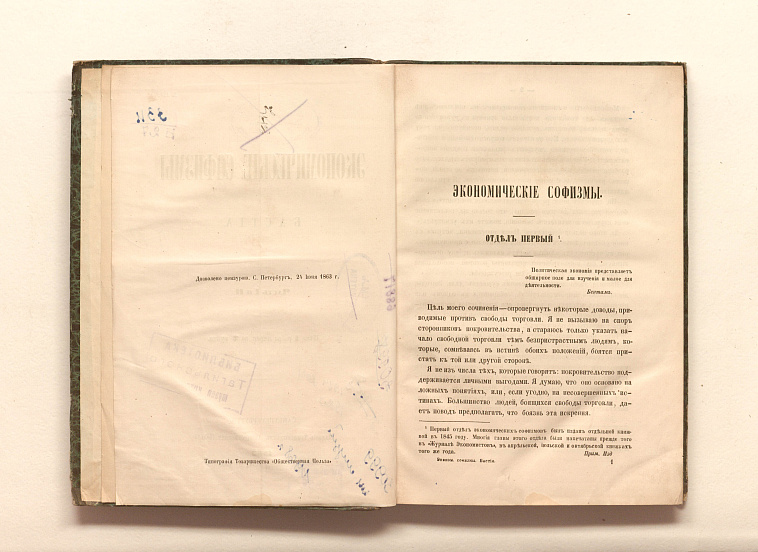 Дозволено цензурою. С. Петербургъ, 24 Іюня 1863 г.
Типографія Товарищества «Общественная Польза»
ЭКОНОМИЧЕСКІЕ СОФИЗМЫ.
ОТДѢЛЪ ПЕРВЫЙ ¹.
Политическая экономія представляетъ
обширное поле для изученія и малое для
дѣятельности.
Бентамъ.
Цѣль моего сочиненія—опровергнуть нѣкоторые доводы, при-
водимые противъ свободы торговли. Я не вызываю на споръ
сторонниковъ покровительства, а стараюсь только указать на-
чало свободной торговли тѣмъ безпристрастнымъ людямъ, ко-
торые, сомнѣваясь въ истинѣ обоихъ положеній, боятся при-
стать къ той или другой сторонѣ.
Я не изъ числа тѣхъ, которые говорятъ: покровительство под-
держивается личными выгодами. Я думаю, что оно основано на
ложныхъ понятіяхъ, или, если угодно, на несовершенныхъ ис-
тинахъ. Большинство людей, боящихся свободы торговли, да-
етъ поводъ предполагать, что боязнь эта искренна.
¹ Первый отдѣлъ экономическихъ софизмовъ былъ изданъ отдѣльной книж-
кой въ 1845 году. Многія главы этого отдѣла были напечатаны прежде того
въ «Журналѣ Экономистовъ», въ апрѣльской, іюльской и октябрьской книжкахъ
того же года. Прим. Изд
Эконом. софизмы Бастіа. 1